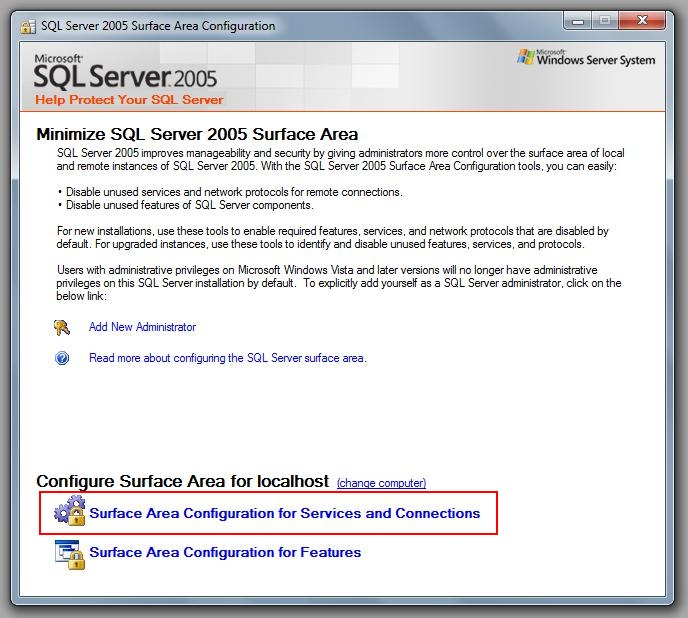 SQL Server 2005 Surface Area Configuration
Microsoft
SQL Server 2005
Microsoft
Windows Server System
Help Protect Your SQL Server
Minimize SQL Server 2005 Surface Area
SQL Server 2005 improves manageability and security by giving administrators more control over the surface area of local
and remote instances of SQL Server 2005. With the SQL Server 2005 Surface Area Configuration tools, you can easily:
• Disable unused services and network protocols for remote connections.
• Disable unused features of SQL Server components.
For new installations, use these tools to enable required features, services, and network protocols that are disabled by
default. For upgraded instances, use these tools to identify and disable unused features, services, and protocols.
Users with administrative privileges on Microsoft Windows Vista and later versions will no longer have administrative
privileges on this SQL Server installation by default.  To explicitly add yourself as a SQL Server administrator, click on the
below link:
Add New Administrator
Read more about configuring the SQL Server surface area.
Configure Surface Area for localhost (change computer)
Surface Area Configuration for Services and Connections
Surface Area Configuration for Features